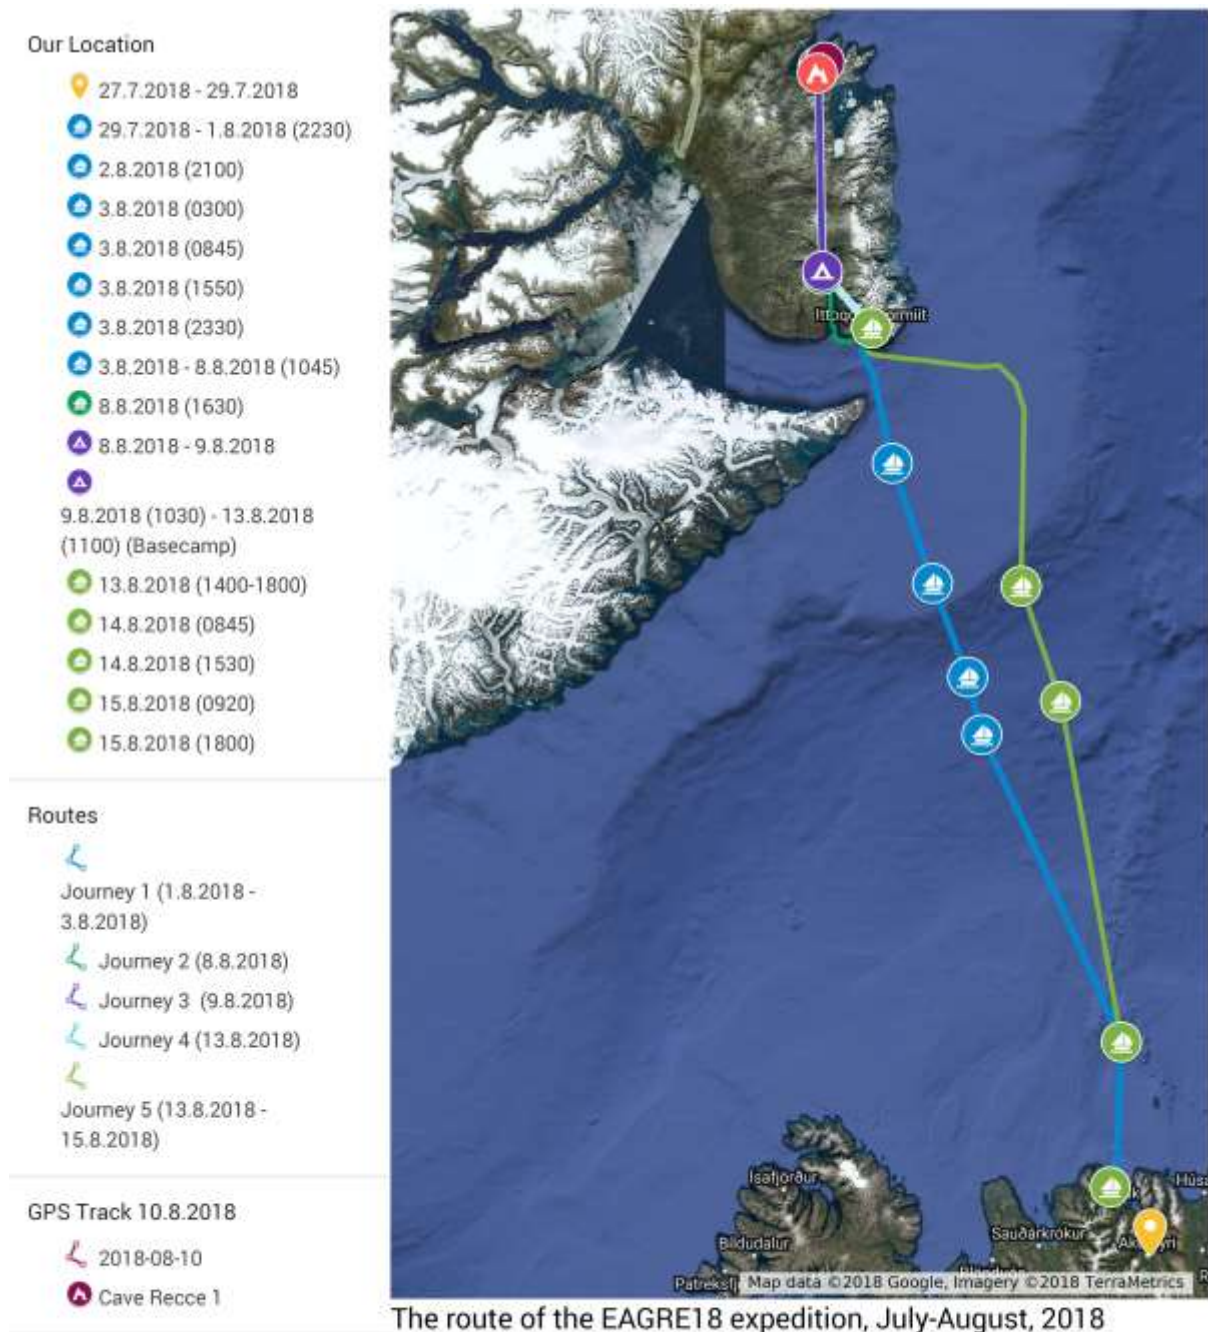 Our Location
27.7.2018 - 29.7.2018
29.7.2018 - 1.8.2018 (2230)
2.8.2018 (2100)
3.8.2018 (0300)
3.8.2018 (0845)
3.8.2018 (1550)
3.8.2018 (2330)
3.8.2018 - 8.8.2018 (1045)
8.8.2018 (1630)
8.8.2018 - 9.8.2018
9.8.2018 (1030) - 13.8.2018
(1100) (Basecamp)
13.8.2018 (1400-1800)
14.8.2018 (0845)
14.8.2018 (1530)
15.8.2018 (0920)
15.8.2018 (1800)
Routes
Journey 1 (1.8.2018 -
3.8.2018)
Journey 2 (8.8.2018)
Journey 3 (9.8.2018)
Journey 4 (13.8.2018)
Journey 5 (13.8.2018 -
15.8.2018)
GPS Track 10.8.2018
2018-08-10
Cave Recce 1
Ísafjörður
Bíldudalur
Sauðárkrókur
Map data ©2018 Google, Imagery ©2018 TerraMetrics
The route of the EAGRE18 expedition, July-August, 2018